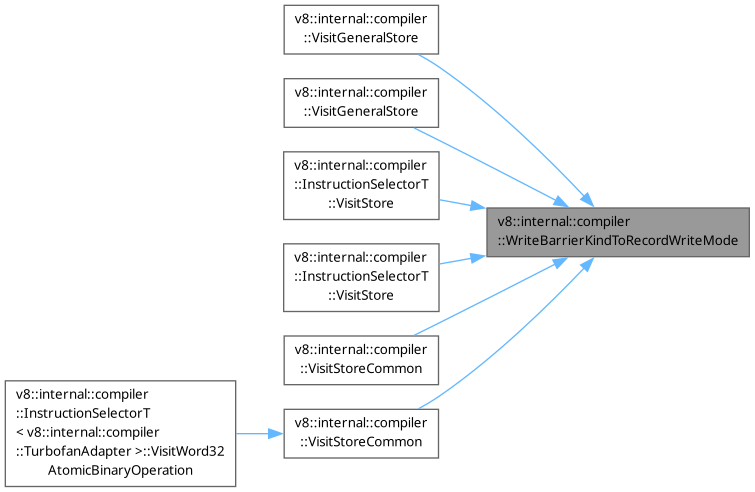 v8::internal::compiler
::VisitGeneralStore
v8::internal::compiler
::VisitGeneralStore
v8::internal::compiler
::InstructionSelectorT
::VisitStore
v8::internal::compiler
::WriteBarrierKindToRecordWriteMode
v8::internal::compiler
::InstructionSelectorT
::VisitStore
v8::internal::compiler
::VisitStoreCommon
v8::internal::compiler
::InstructionSelectorT
< v8::internal::compiler
::TurbofanAdapter >::VisitWord32
AtomicBinaryOperation
v8::internal::compiler
::VisitStoreCommon